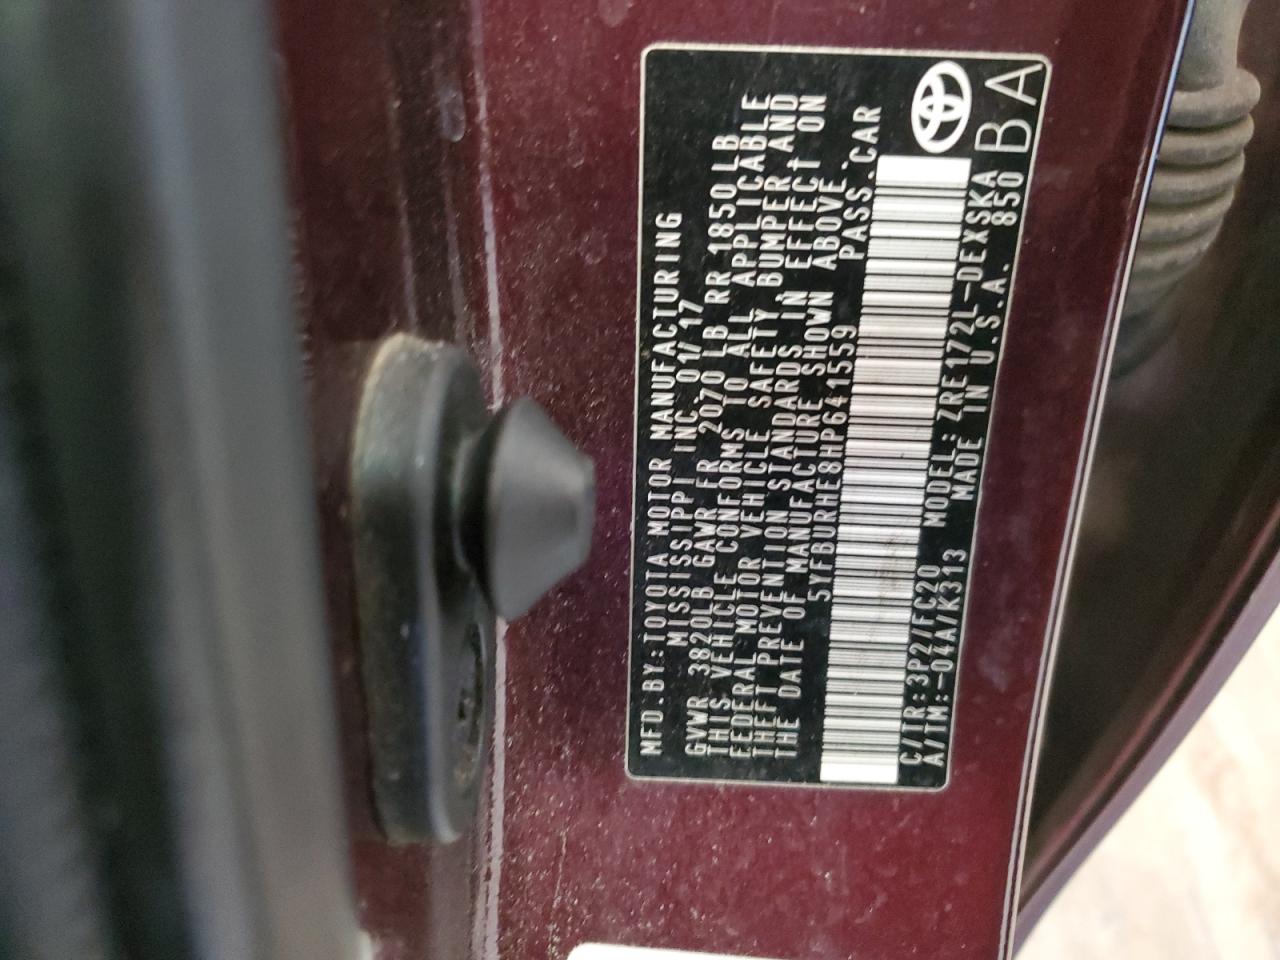 MFD.BY:TOYOTA MOTOR MANUFACTURING
MISSISSIPPI INC. 01/17
GVWR 3820LB GAWR FR 2070 LB RR 1850 LB
THIS VEHICLE CONFORMS TO ALL APPLICABLE
FEDERAL MOTOR VEHICLE SAFETY, BUMPER AND
THEFT PREVENTION STANDARDS IN EFFECT ON
THE DATE OF MANUFACTURE SHOWN ABOVE.
5YFBURHE8HP641559 PASS.CAR
C/TR:3P2/FC20 MODEL:ZRE172L-DEXSKA
A/TM:-04A/K313 MADE IN U.S.A. 850
BA